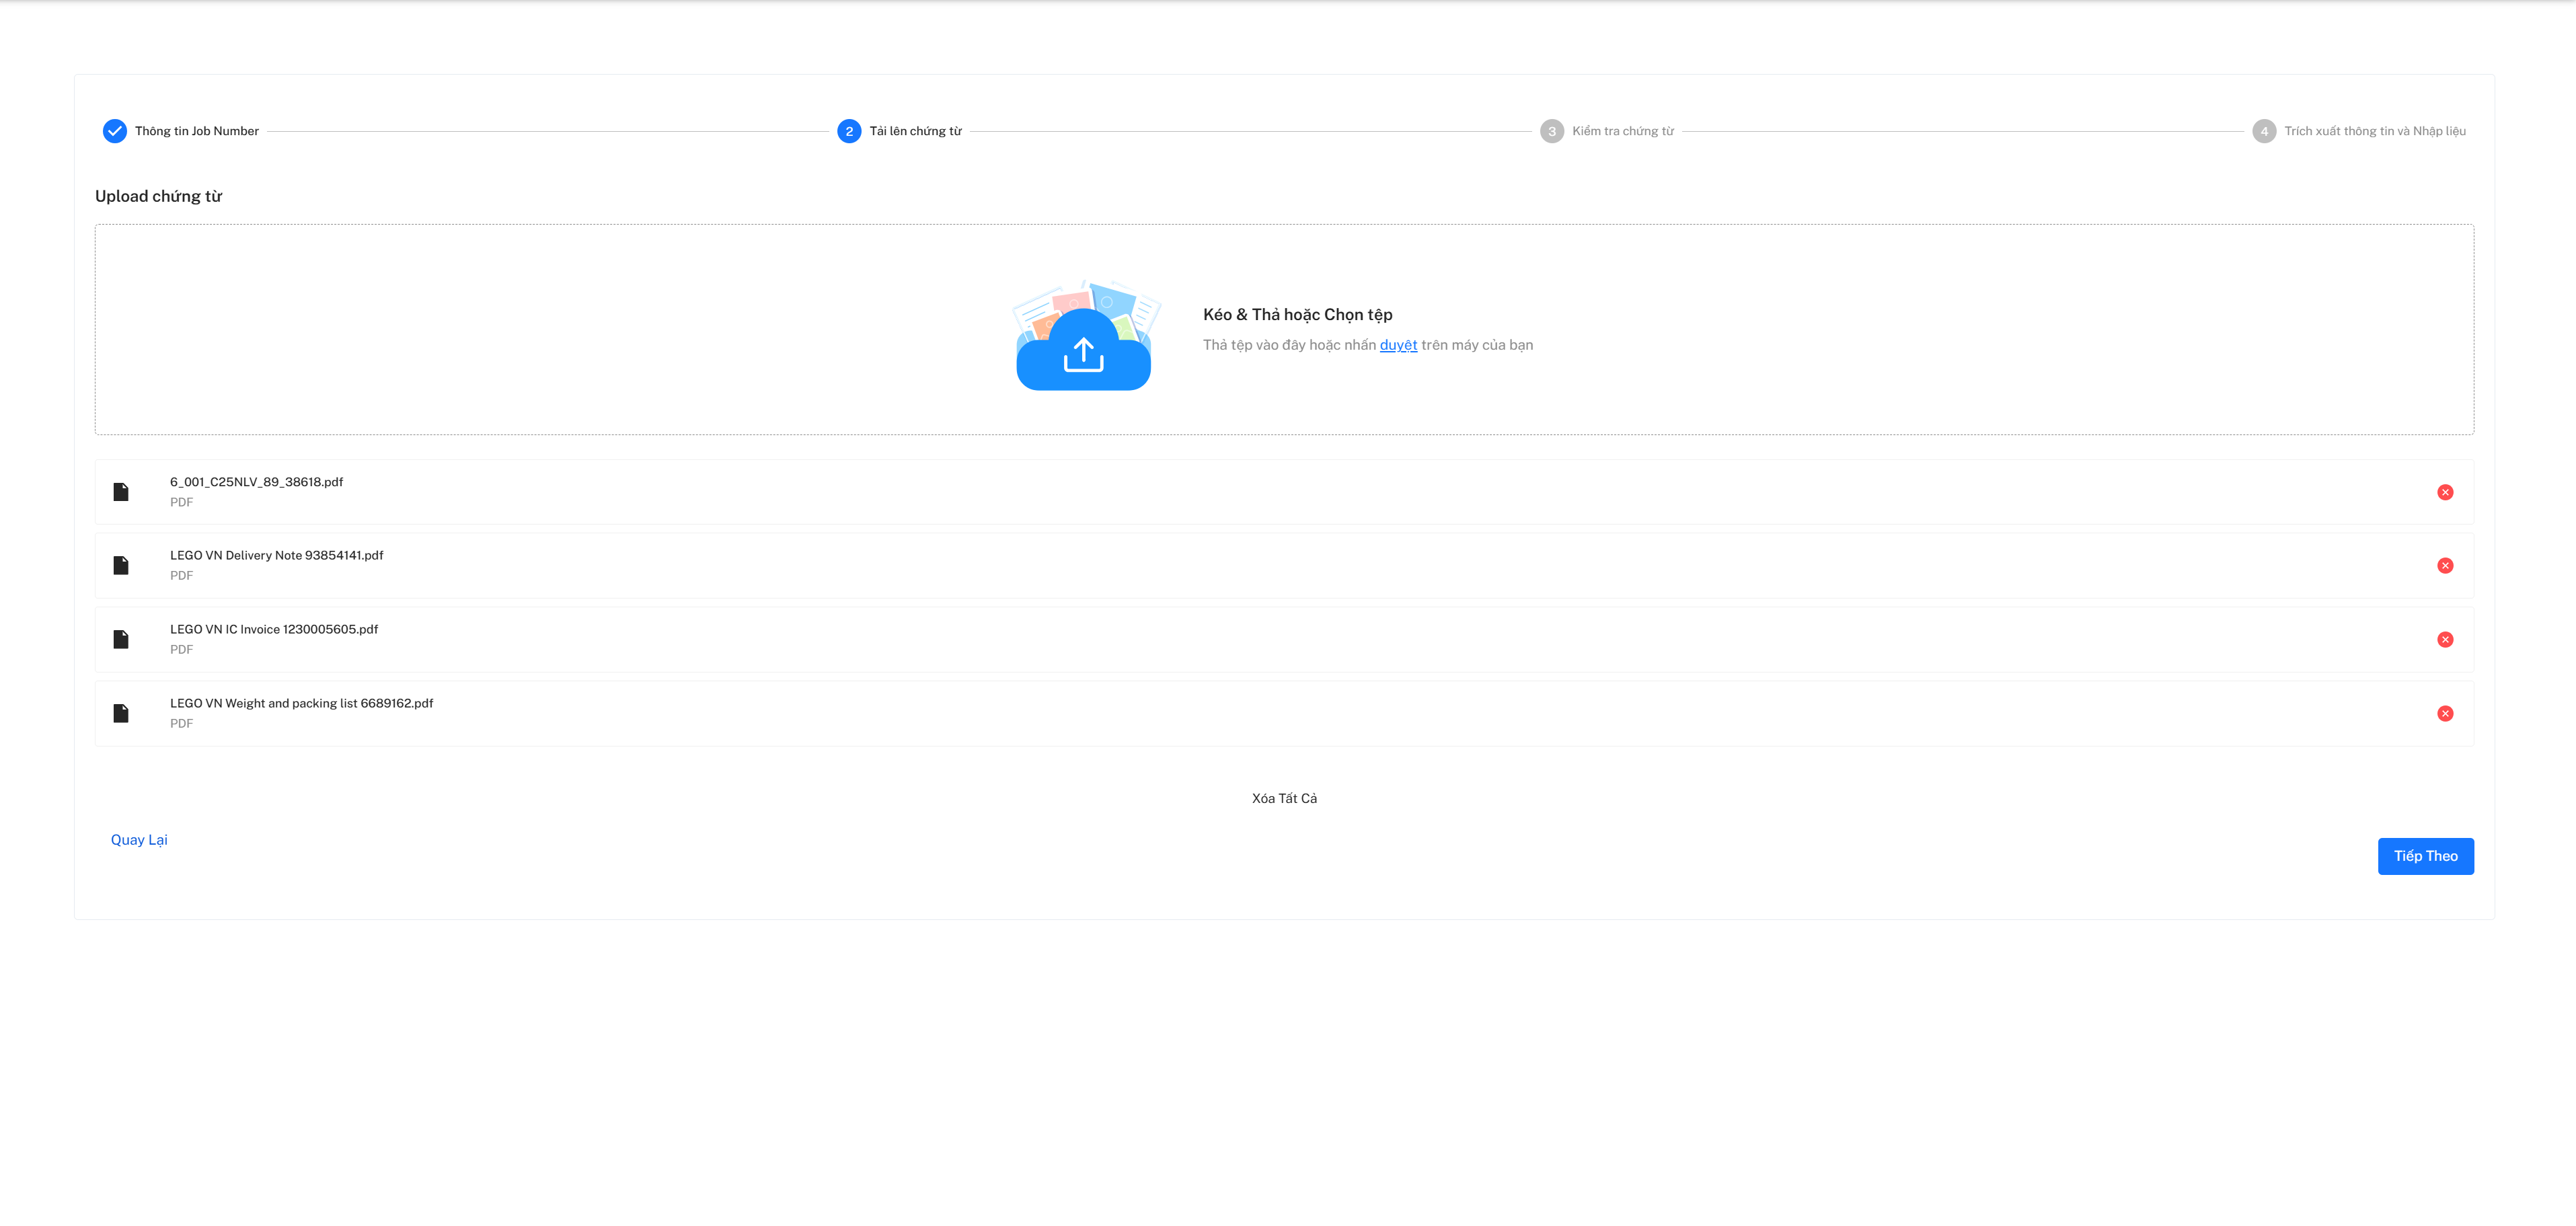 Thông tin Job Number
2 Tải lên chứng từ
3 Kiểm tra chứng từ
4 Trích xuất thông tin và Nhập liệu
Upload chứng từ
Kéo & Thả hoặc Chọn tệp
Thả tệp vào đây hoặc nhấn duyệt trên máy của bạn
6_001_C25NLV_89_38618.pdf
PDF
LEGO VN Delivery Note 93854141.pdf
PDF
LEGO VN IC Invoice 1230005605.pdf
PDF
LEGO VN Weight and packing list 6689162.pdf
PDF
Xóa Tất Cả
Quay Lại
Tiếp Theo